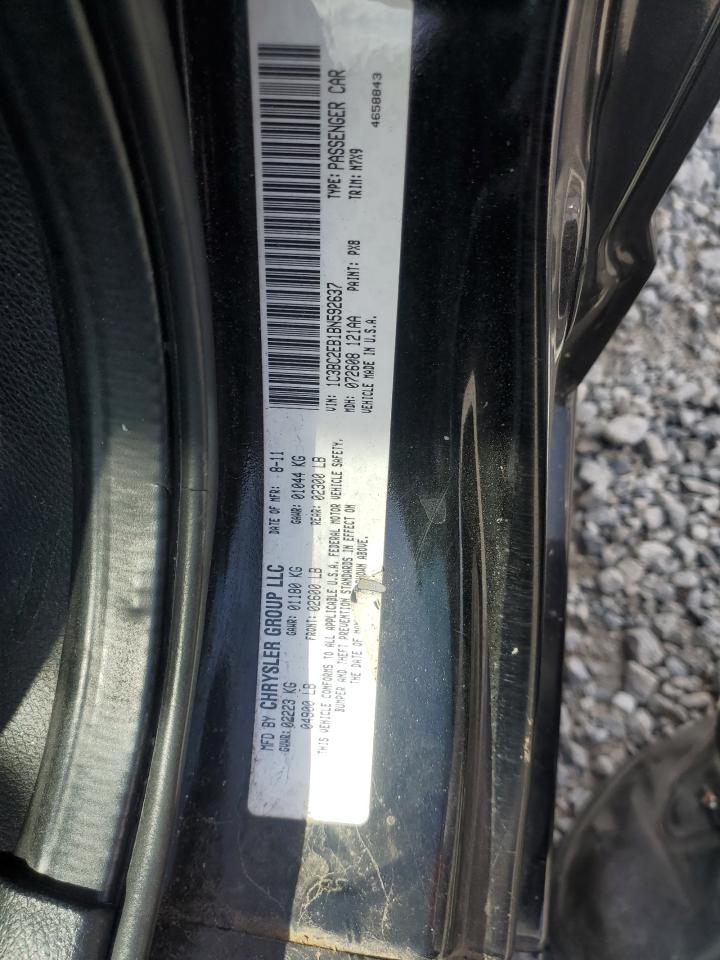 MFD BY CHRYSLER GROUP LLC DATE OF MFR: 8-11
GVWR: 02223 KG GAWR: 01180 KG GAWR: 01044 KG
04900 LB FRONT: 02600 LB REAR: 02300 LB
THIS VEHICLE CONFORMS TO ALL APPLICABLE U.S.A. FEDERAL MOTOR VEHICLE SAFETY,
BUMPER AND THEFT PREVENTION STANDARDS IN EFFECT ON
THE DATE OF SHOWN ABOVE.
VIN: 1C3BC2EB1BN592637 TYPE: PASSENGER CAR
MDH: 072608 121AA PAINT: PX8 TRIM: N7X9
VEHICLE MADE IN U.S.A. 4658843